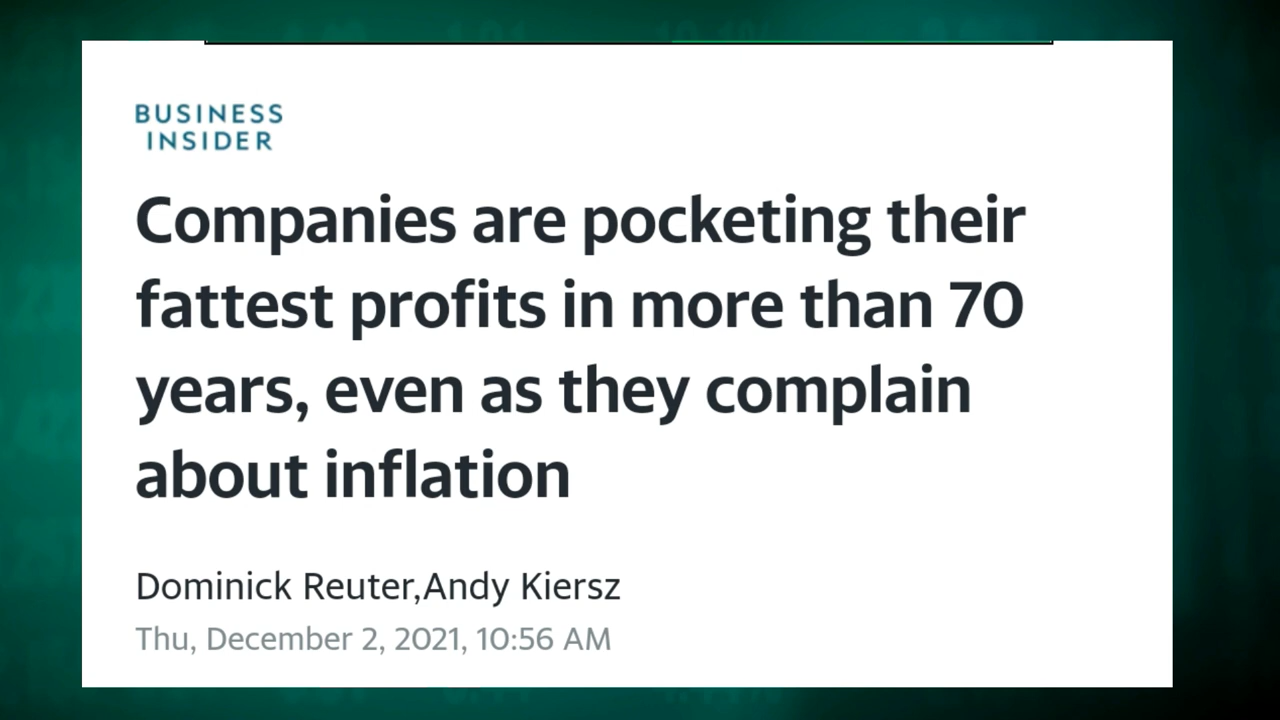 BUSINESS
INSIDER
Companies are pocketing their
fattest profits in more than 70
years, even as they complain
about inflation
Dominick Reuter,Andy Kiersz
Thu, December 2, 2021, 10:56 AM